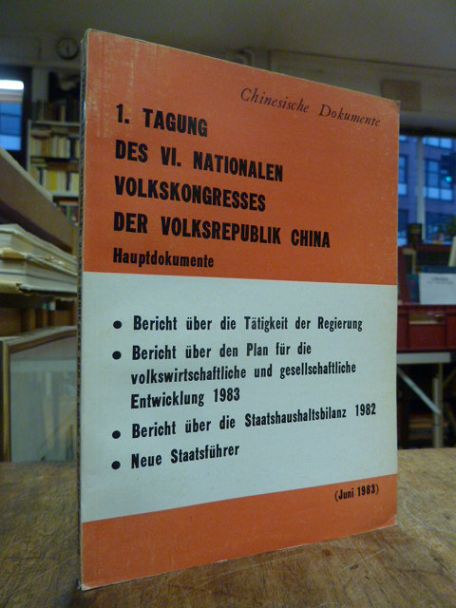 Chinesische Dokumente
1. TAGUNG
DES VI. NATIONALEN
VOLKSKONGRESSES
DER VOLKSREPUBLIK CHINA
Hauptdokumente
● Bericht über die Tätigkeit der Regierung
● Bericht über den Plan für die
volkswirtschaftliche und gesellschaftliche
Entwicklung 1983
● Bericht über die Staatshaushaltsbilanz 1982
● Neue Staatsführer
(Juni 1983)